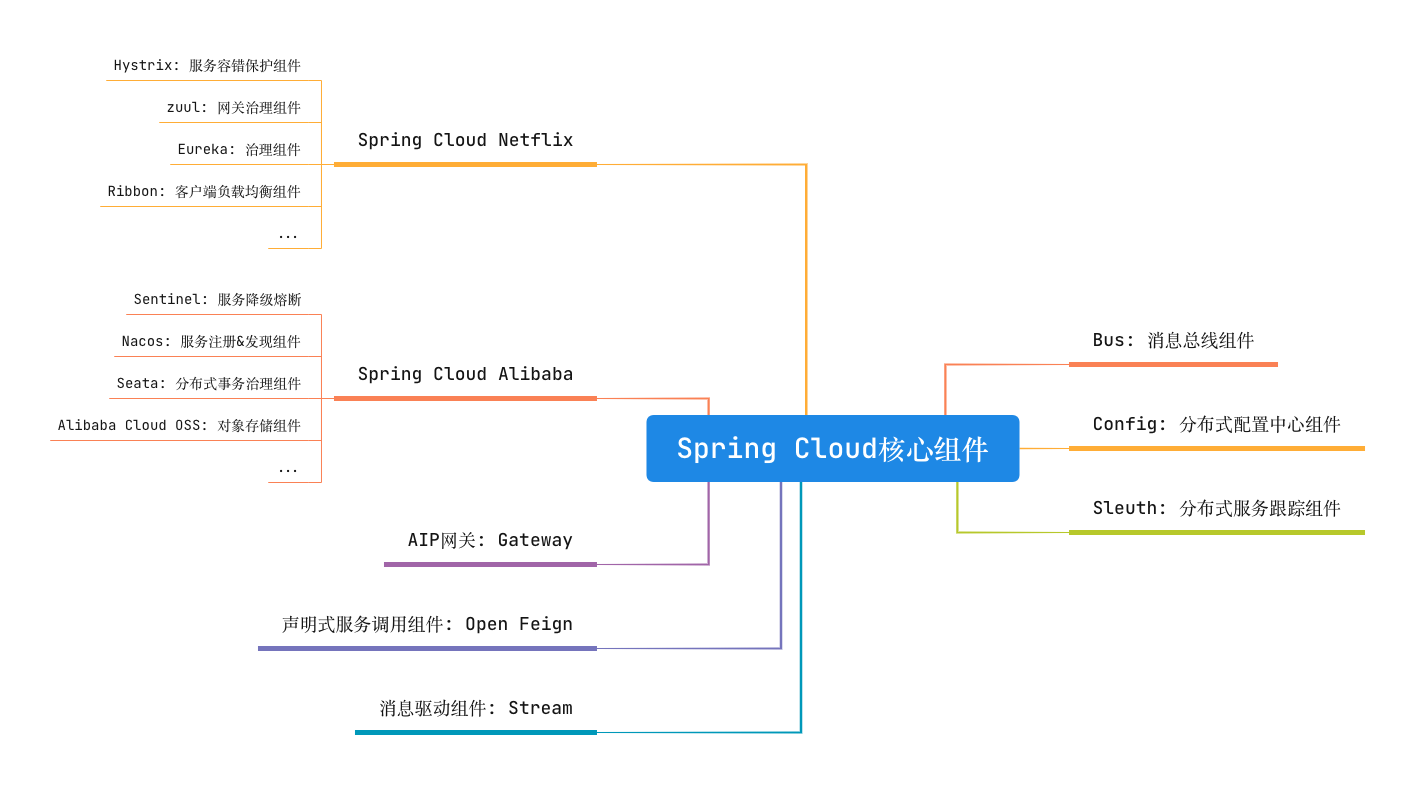 Hystrix: 服务容错保护组件
zuul: 网关治理组件
Spring Cloud Netflix
Eureka: 治理组件
Ribbon: 客户端负载均衡组件
...
Sentinel: 服务降级熔断
Nacos: 服务注册&发现组件
Spring Cloud Alibaba
Seata: 分布式事务治理组件
Alibaba Cloud OSS: 对象存储组件
...
AIP网关: Gateway
声明式服务调用组件: Open Feign
消息驱动组件: Stream
Spring Cloud核心组件
Bus: 消息总线组件
Config: 分布式配置中心组件
Sleuth: 分布式服务跟踪组件